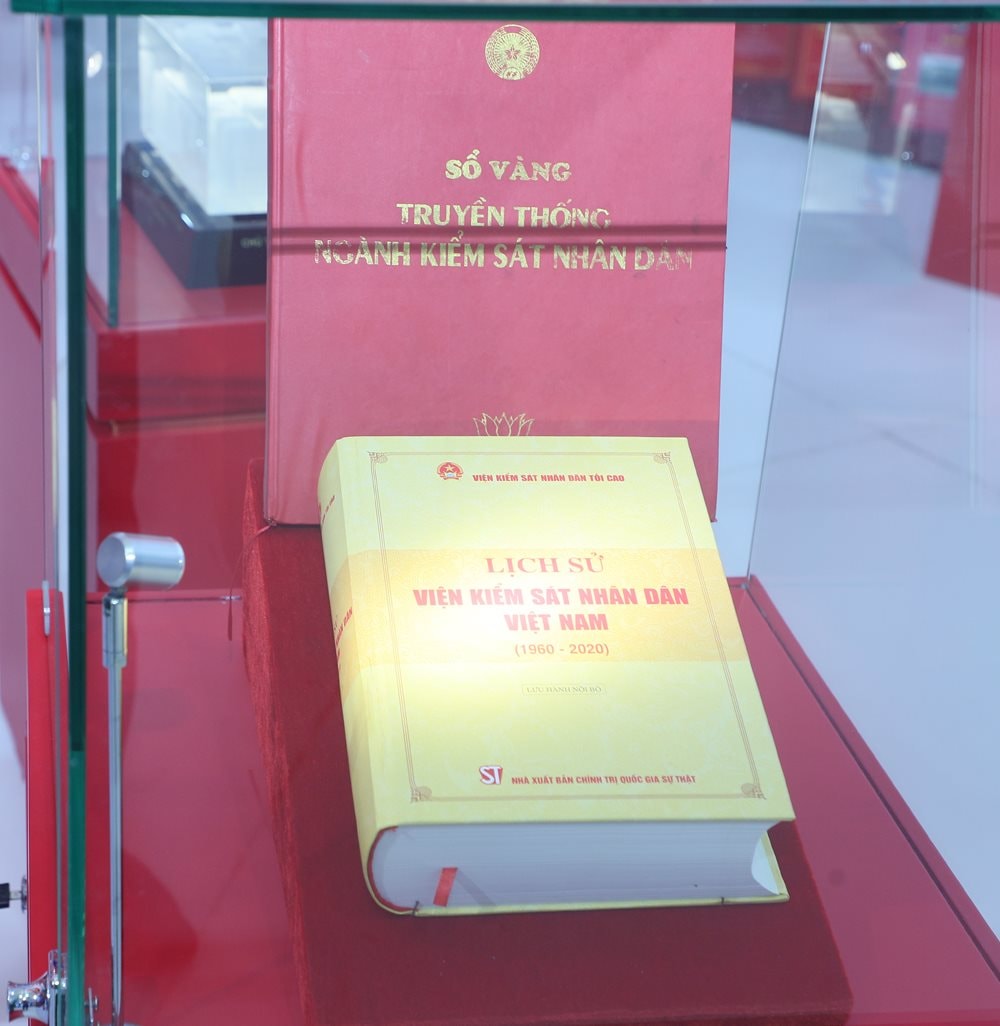 SỔ VÀNG
TRUYỀN THỐNG
NGÀNH KIỂM SÁT NHÂN DÂN
VIỆN KIỂM SÁT NHÂN DÂN TỐI CAO
LỊCH SỬ
VIỆN KIỂM SÁT NHÂN DÂN
VIỆT NAM
(1960 - 2020)
LƯU HÀNH NỘI BỘ
ST NHÀ XUẤT BẢN CHÍNH TRỊ QUỐC GIA SỰ THẬT